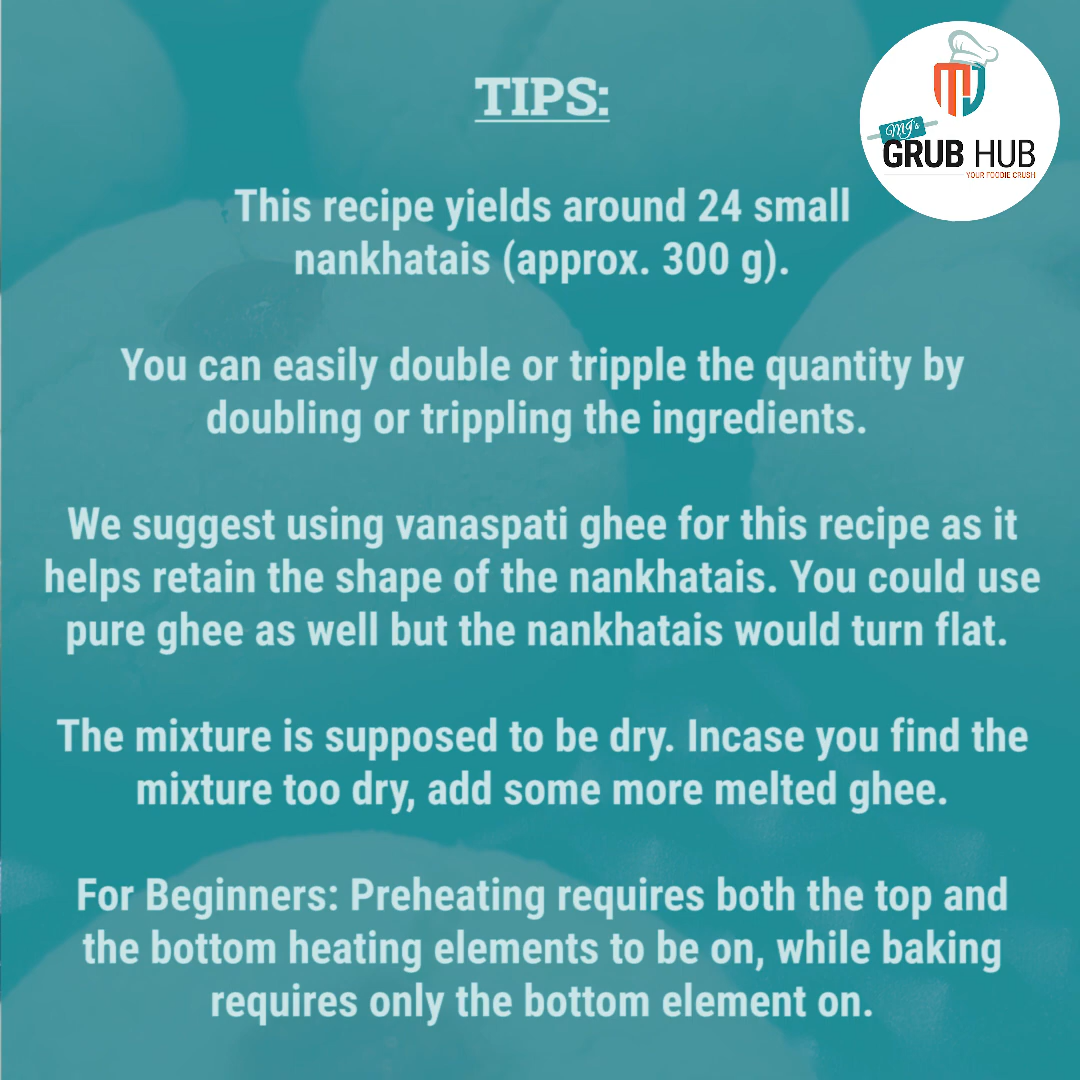 TIPS:
MJ
MJ's
GRUB HUB
YOUR FOODIE CRUSH
This recipe yields around 24 small
nankhatais (approx. 300 g).
You can easily double or tripple the quantity by
doubling or trippling the ingredients.
We suggest using vanaspati ghee for this recipe as it
helps retain the shape of the nankhatais. You could use
pure ghee as well but the nankhatais would turn flat.
The mixture is supposed to be dry. Incase you find the
mixture too dry, add some more melted ghee.
For Beginners: Preheating requires both the top and
the bottom heating elements to be on, while baking
requires only the bottom element on.